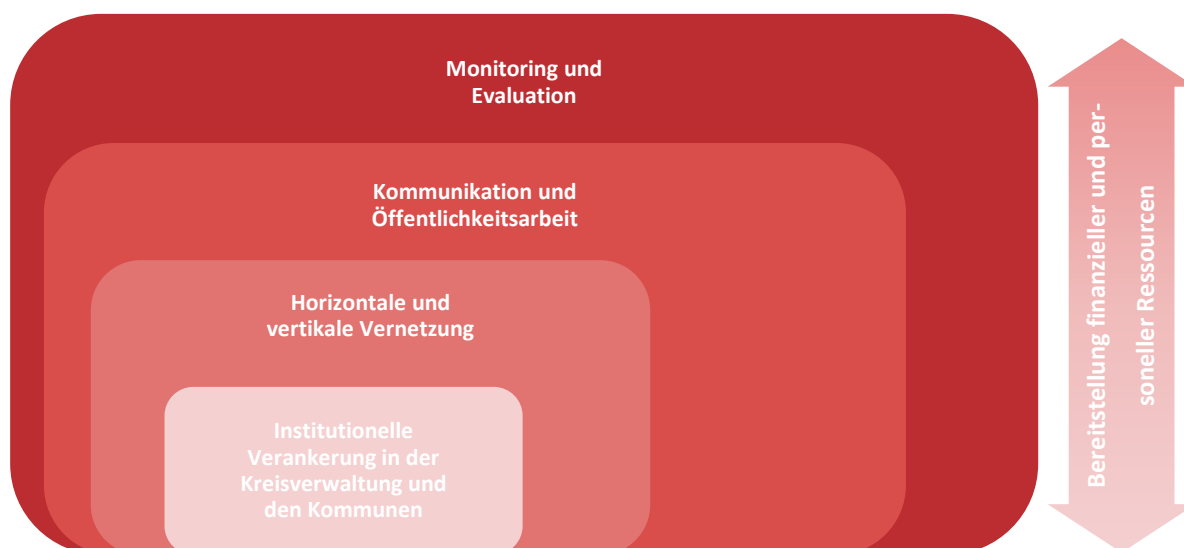 Monitoring und
Evaluation
Kommunikation und
Öffentlichkeitsarbeit
Horizontale und
vertikale Vernetzung
Institutionelle
Verankerung in der
Kreisverwaltung und
den Kommunen
Bereitstellung finanzieller und per-
soneller Ressourcen